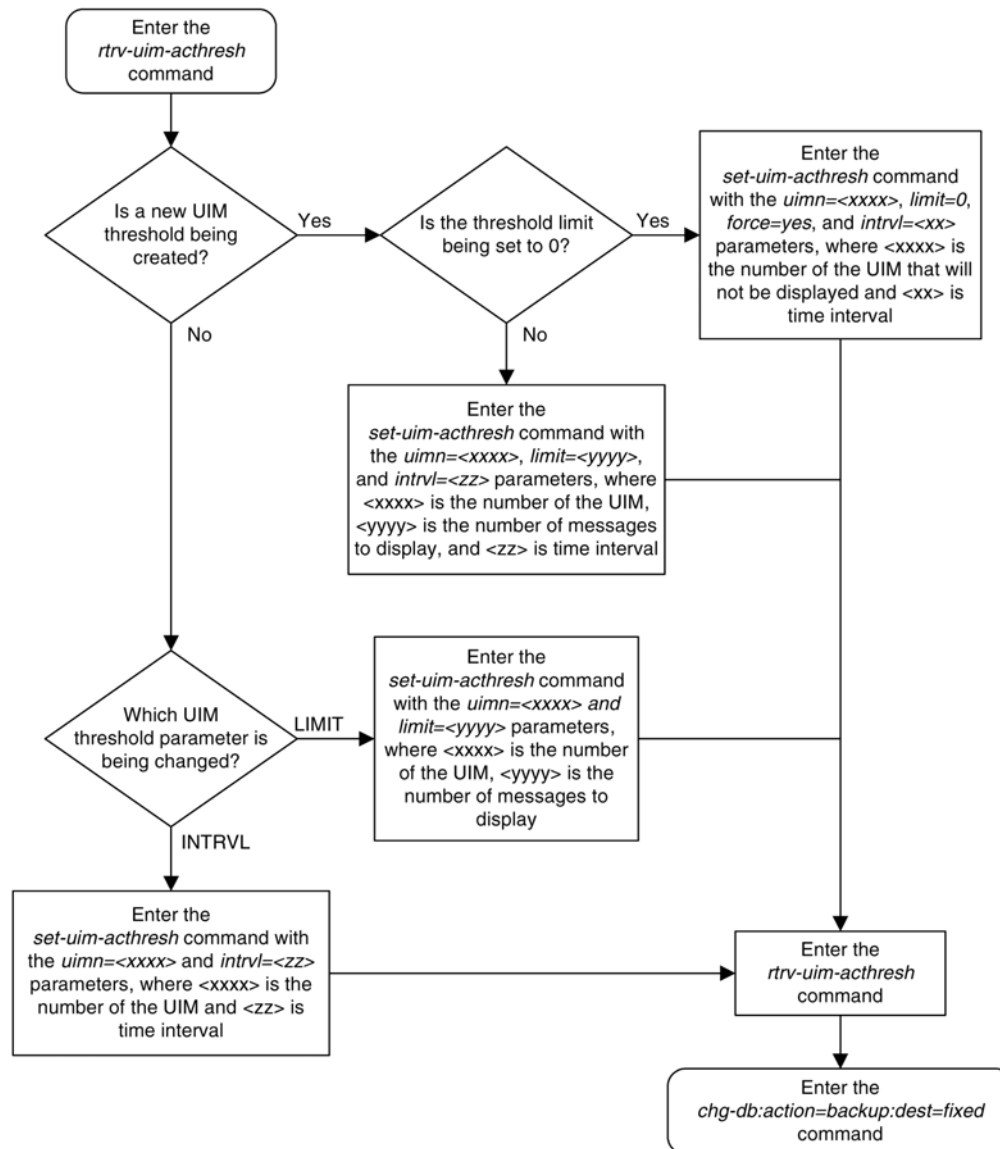 Enter the
rtrv-uim-acthresh
command
Is a new UIM
threshold being
created?
Yes
Is the threshold limit
being set to 0?
Yes
Enter the
set-uim-acthresh
command
with the uimn=<xxxx>, limit=0,
force=yes, and intrvl=<xx>
parameters, where <xxxx> is
the number of the UIM that will
not be displayed and <xx> is
time interval
No
No
Enter the
set-uim-acthresh command with
the uimn=<xxxx>, limit=<yyyy>,
and intrvl=<zz> parameters, where
<xxxx> is the number of the UIM,
<yyyy> is the number of messages
to display, and <zz> is time interval
Which UIM
threshold parameter is
being changed?
LIMIT
Enter the
set-uim-acthresh command
with the uimn=<xxxx> and
limit=<yyyy> parameters,
where <xxxx> is the number
of the UIM, <yyyy> is the
number of messages to
display
INTRVL
Enter the
set-uim-acthresh command with
the uimn=<xxxx> and intrvl=<zz>
parameters, where <xxxx> is the
number of the UIM and <zz> is
time interval
Enter the
rtrv-uim-acthresh
command
Enter the
chg-db:action=backup:dest=fixed
command